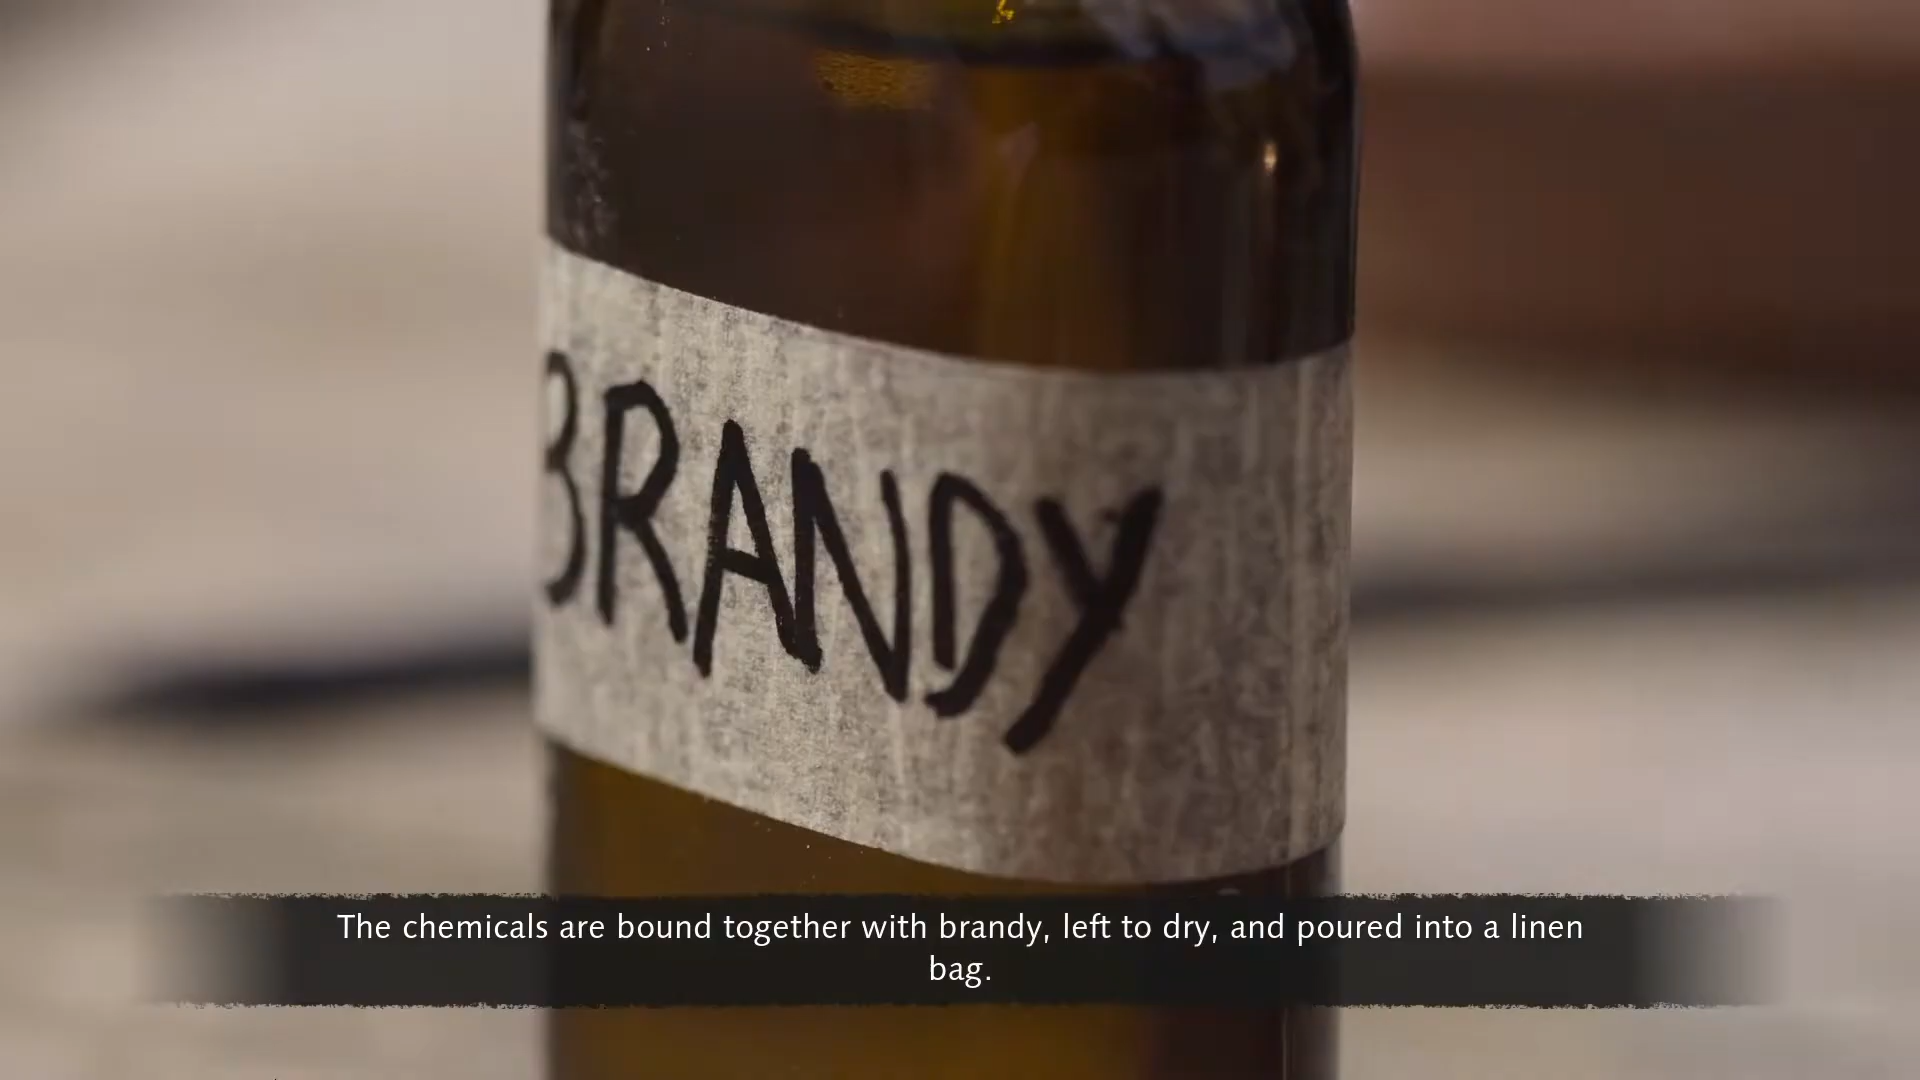 BRANDY
The chemicals are bound together with brandy, left to dry, and poured into a linen
bag.